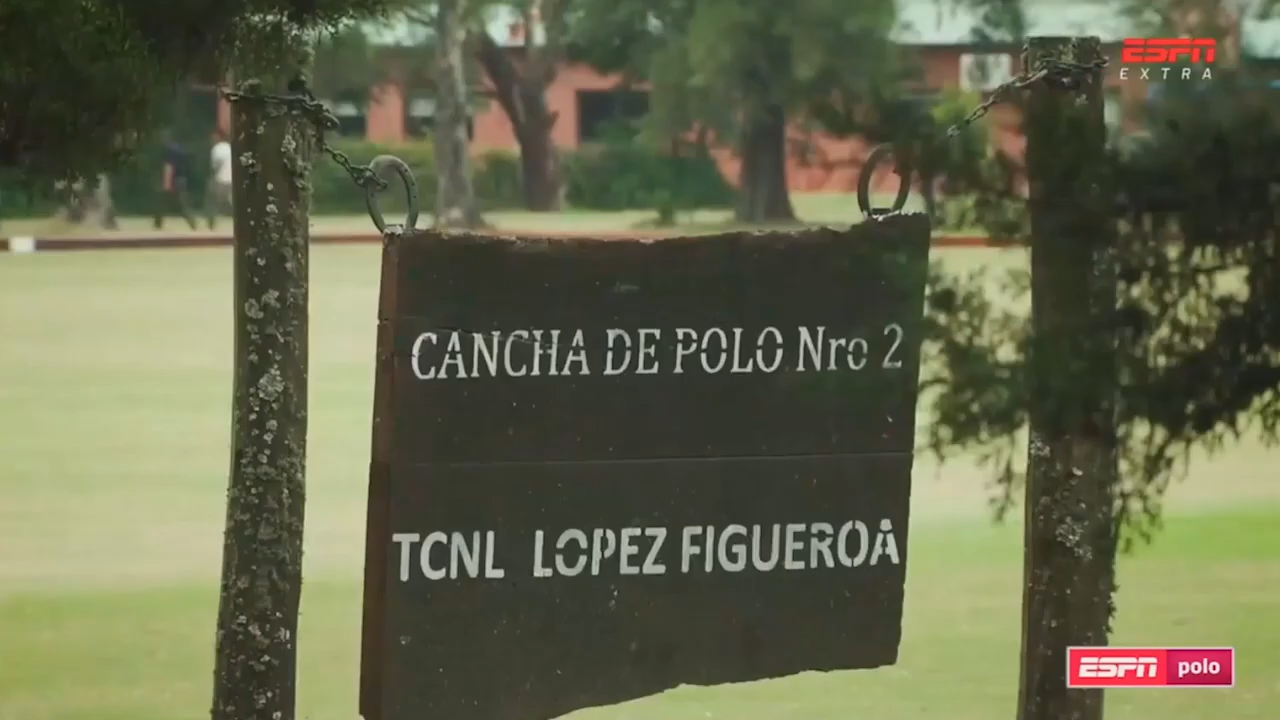 ESPN
EXTRA
CANCHA DE POLO Nro 2
TCNL LOPEZ FIGUEROA
ESPN polo